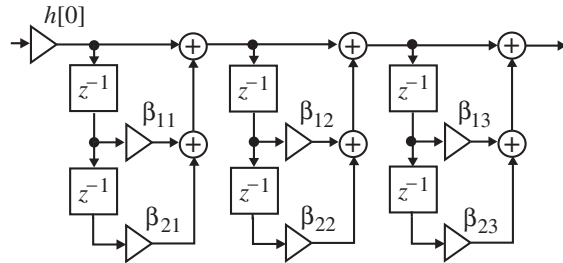 h[0]
+ + +
z⁻¹ z⁻¹ z⁻¹
β₁₁ β₁₂ β₁₃
+ + +
z⁻¹ z⁻¹ z⁻¹
β₂₁ β₂₂ β₂₃